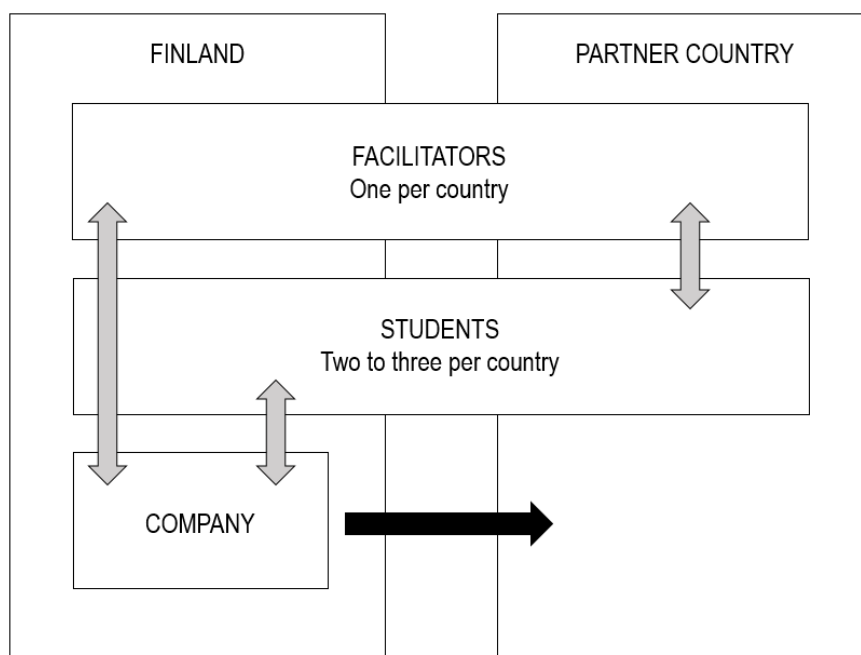 FINLAND
PARTNER COUNTRY
FACILITATORS
One per country
STUDENTS
Two to three per country
COMPANY